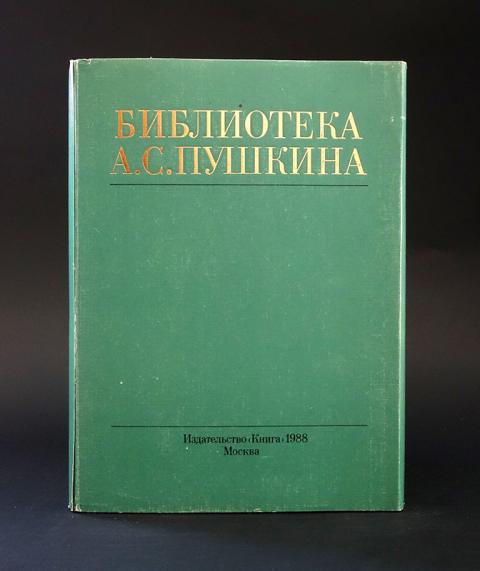 БИБЛИОТЕКА
А.С.ПУШКИНА
Издательство ‹Книга› 1988
Москва